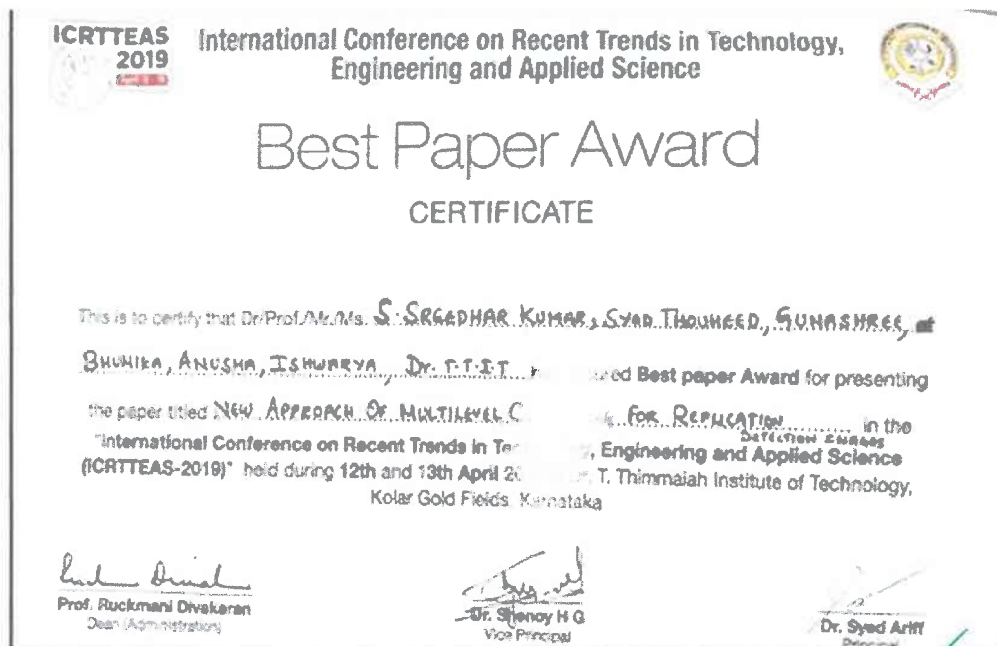 ICRTTEAS
2019
International Conference on Recent Trends in Technology,
Engineering and Applied Science
Best Paper Award
CERTIFICATE
This is to certify that Dr/Prof./Mr./Ms. S. SREEDHAR KUMAR, SYED THOUHEED., GUNASHREE, at
BHUMIKA, ANUSHA, ISHWARYA, Dr. T.T.I.T Best paper Award for presenting
the paper titled NEW APPROACH OF MULTILEVEL FOR REPLICATION in the
DETECTION
"International Conference on Recent Trends in , Engineering and Applied Science
(ICRTTEAS-2019)" held during 12th and 13th April T. Thimmaiah Institute of Technology,
Kolar Gold Fields, Karnataka
Prof. Ruckmani Divakaran
Dean (Administration)
Dr. Shenoy H G
Vice Principal
Dr. Syed Ariff
Principal